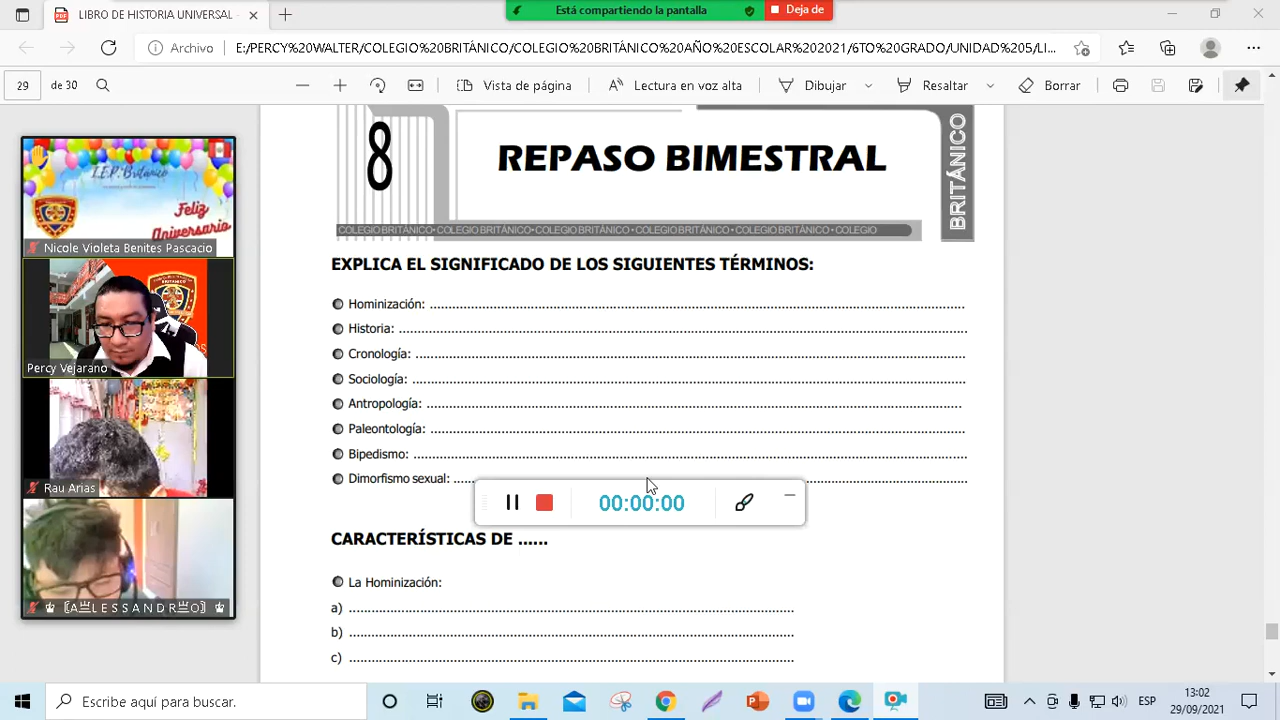 LIBRO DE HISTORIA UNIVERSAL -
Está compartiendo la pantalla
Deja de
Archivo
E:/PERCY%20WALTER/COLEGIO%20BRITÁNICO/COLEGIO%20BRITÁNICO%20AÑO%20ESCOLAR%202021/6TO%20GRADO/UNIDAD%205/LI...
29
de 30
Vista de página
Lectura en voz alta
Dibujar
Resaltar
Borrar
8
REPASO BIMESTRAL
BRITÁNICO
COLEGIO BRITÁNICO • COLEGIO BRITÁNICO• COLEGIO BRITÁNICO • COLEGIO BRITÁNICO • COLEGIO BRITÁNICO • COLEGIO
I.E.P. Británico
Feliz
Aniversario
Nicole Violeta Benites Pascacio
Percy Vejarano
Rau Arias
[A L E S S A N D R O]
EXPLICA EL SIGNIFICADO DE LOS SIGUIENTES TÉRMINOS:
Hominización: ........................................................
Historia: ........................................................
Cronología: ........................................................
Sociología: ........................................................
Antropología: ........................................................
Paleontología: ........................................................
Bipedismo: ........................................................
Dimorfismo sexual: ........................................................
00:00:00
CARACTERÍSTICAS DE ......
La Hominización:
a) ........................................................
b) ........................................................
c) ........................................................
Escribe aquí para buscar.
ESP
13:02
29/09/2021